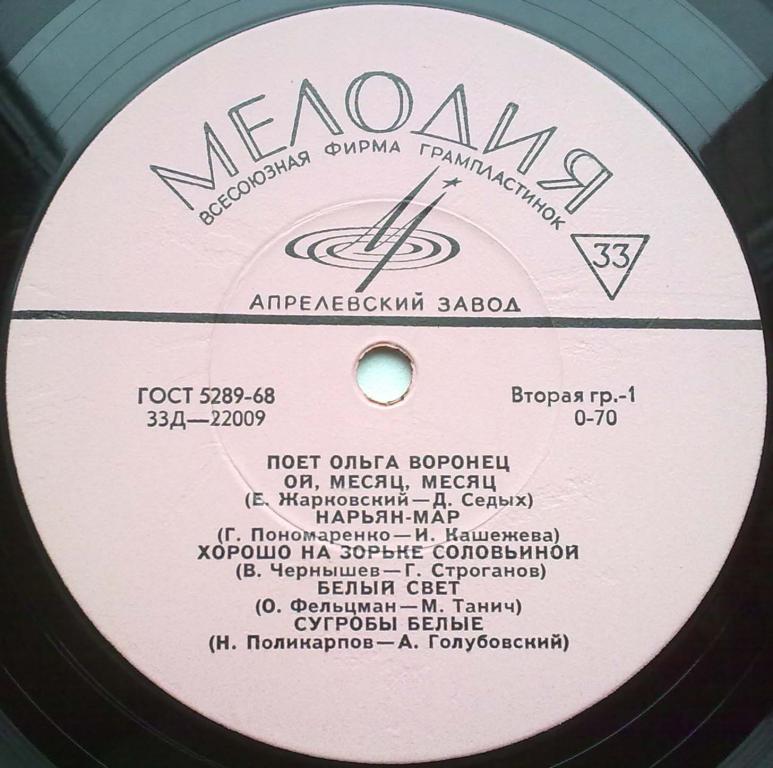 МЕЛОДИЯ
ВСЕСОЮЗНАЯ ФИРМА ГРАМПЛАСТИНОК
33
АПРЕЛЕВСКИЙ ЗАВОД
ГОСТ 5289-68
Вторая гр.-1
33Д—22009
0-70
ПОЕТ ОЛЬГА ВОРОНЕЦ
ОЙ, МЕСЯЦ, МЕСЯЦ
(Е. Жарковский—Д. Седых)
НАРЬЯН-МАР
(Г. Пономаренко—И. Кашежева)
ХОРОШО НА ЗОРЬКЕ СОЛОВЬИНОЙ
(В. Чернышев—Г. Строганов)
БЕЛЫЙ СВЕТ
(О. Фельцман—М. Танич)
СУГРОБЫ БЕЛЫЕ
(Н. Поликарпов—А. Голубовский)